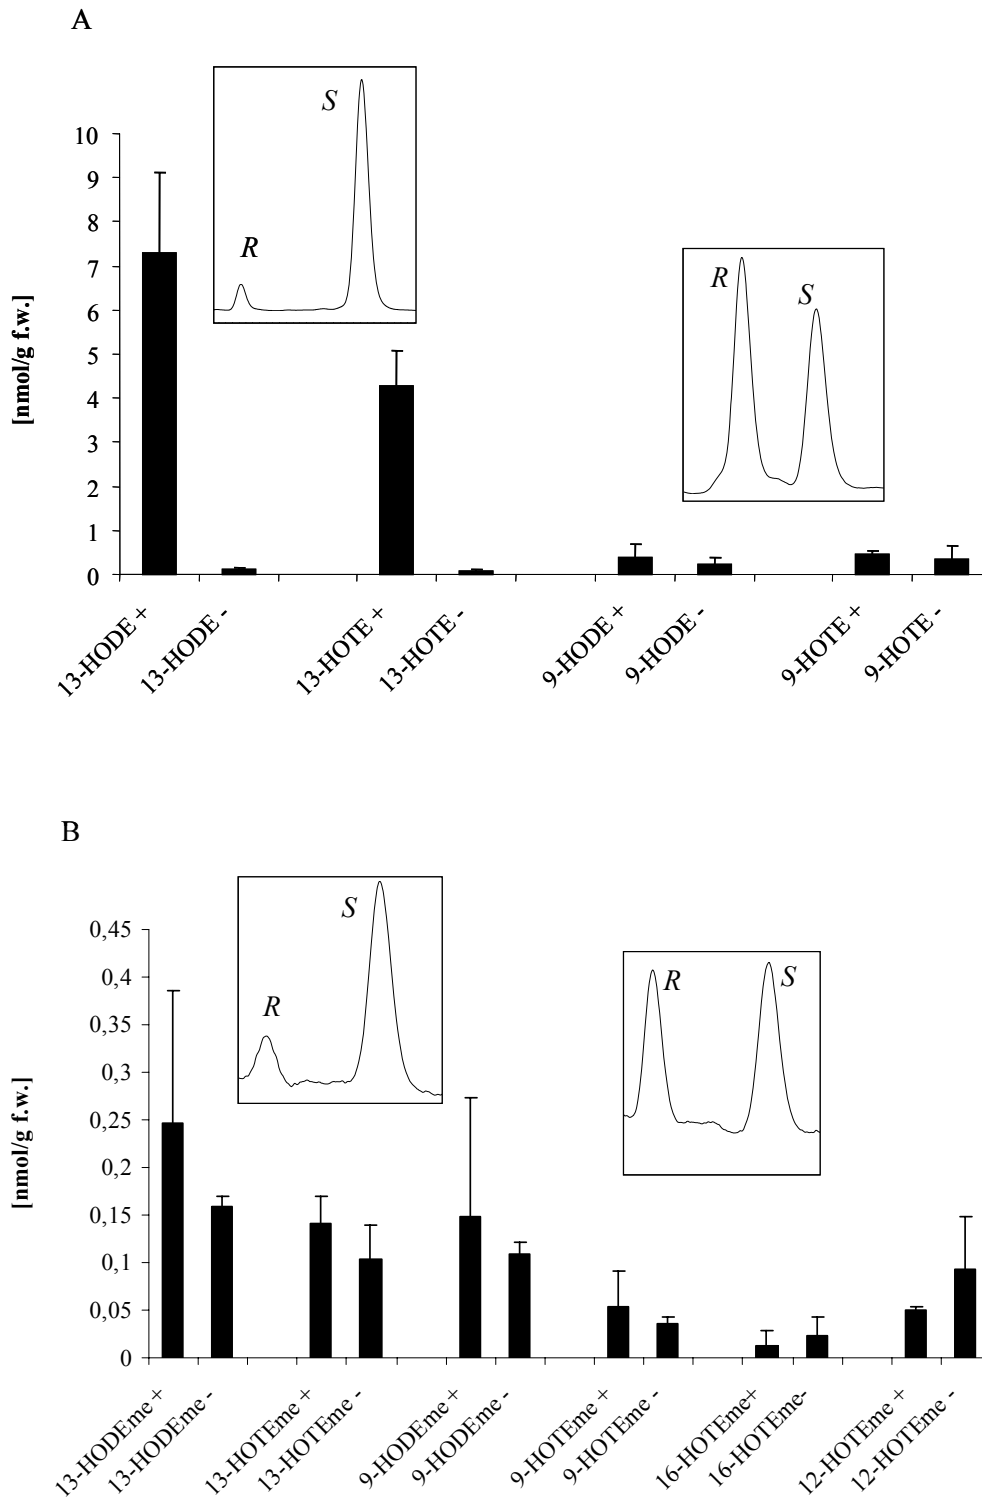 A
S
R
R
S
10
9
8
7
6
5
4
3
2
1
0
[nmol/g f.w.]
13-HODE +
13-HODE -
13-HOTE +
13-HOTE -
9-HODE +
9-HODE -
9-HOTE +
9-HOTE -
B
S
R
R
S
0,45
0,4
0,35
0,3
0,25
0,2
0,15
0,1
0,05
0
[nmol/g f.w.]
13-HODEme +
13-HODEme -
13-HOTEme +
13-HOTEme -
9-HODEme +
9-HODEme -
9-HOTEme +
9-HOTEme -
16-HOTEme+
16-HOTEme-
12-HOTEme +
12-HOTEme -